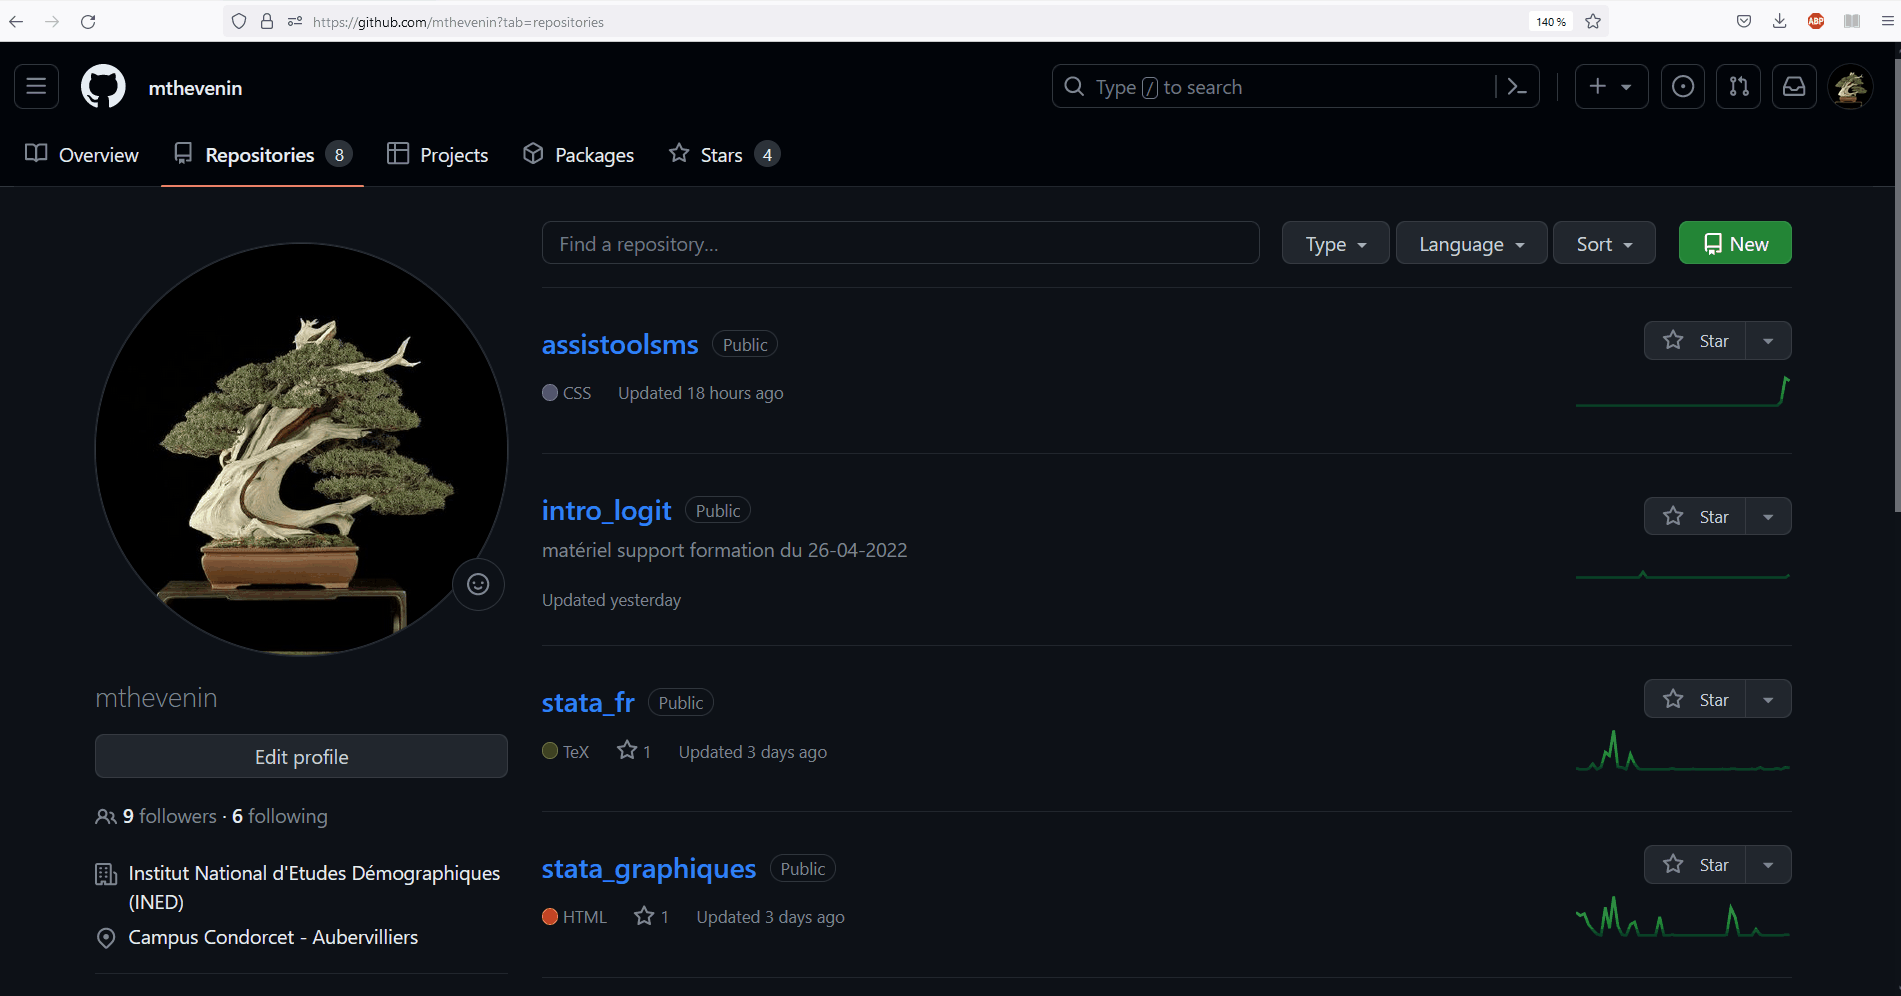 https://github.com/mthevenin?tab=repositories
140 %
ABP
mthevenin
Type / to search
Overview
Repositories 8
Projects
Packages
Stars 4
Find a repository...
Type
Language
Sort
New
assistoolsms Public
Star
CSS Updated 18 hours ago
intro_logit Public
Star
matériel support formation du 26-04-2022
Updated yesterday
stata_fr Public
Star
TeX 1 Updated 3 days ago
stata_graphiques Public
Star
HTML 1 Updated 3 days ago
mthevenin
Edit profile
9 followers · 6 following
Institut National d'Etudes Démographiques
(INED)
Campus Condorcet - Aubervilliers